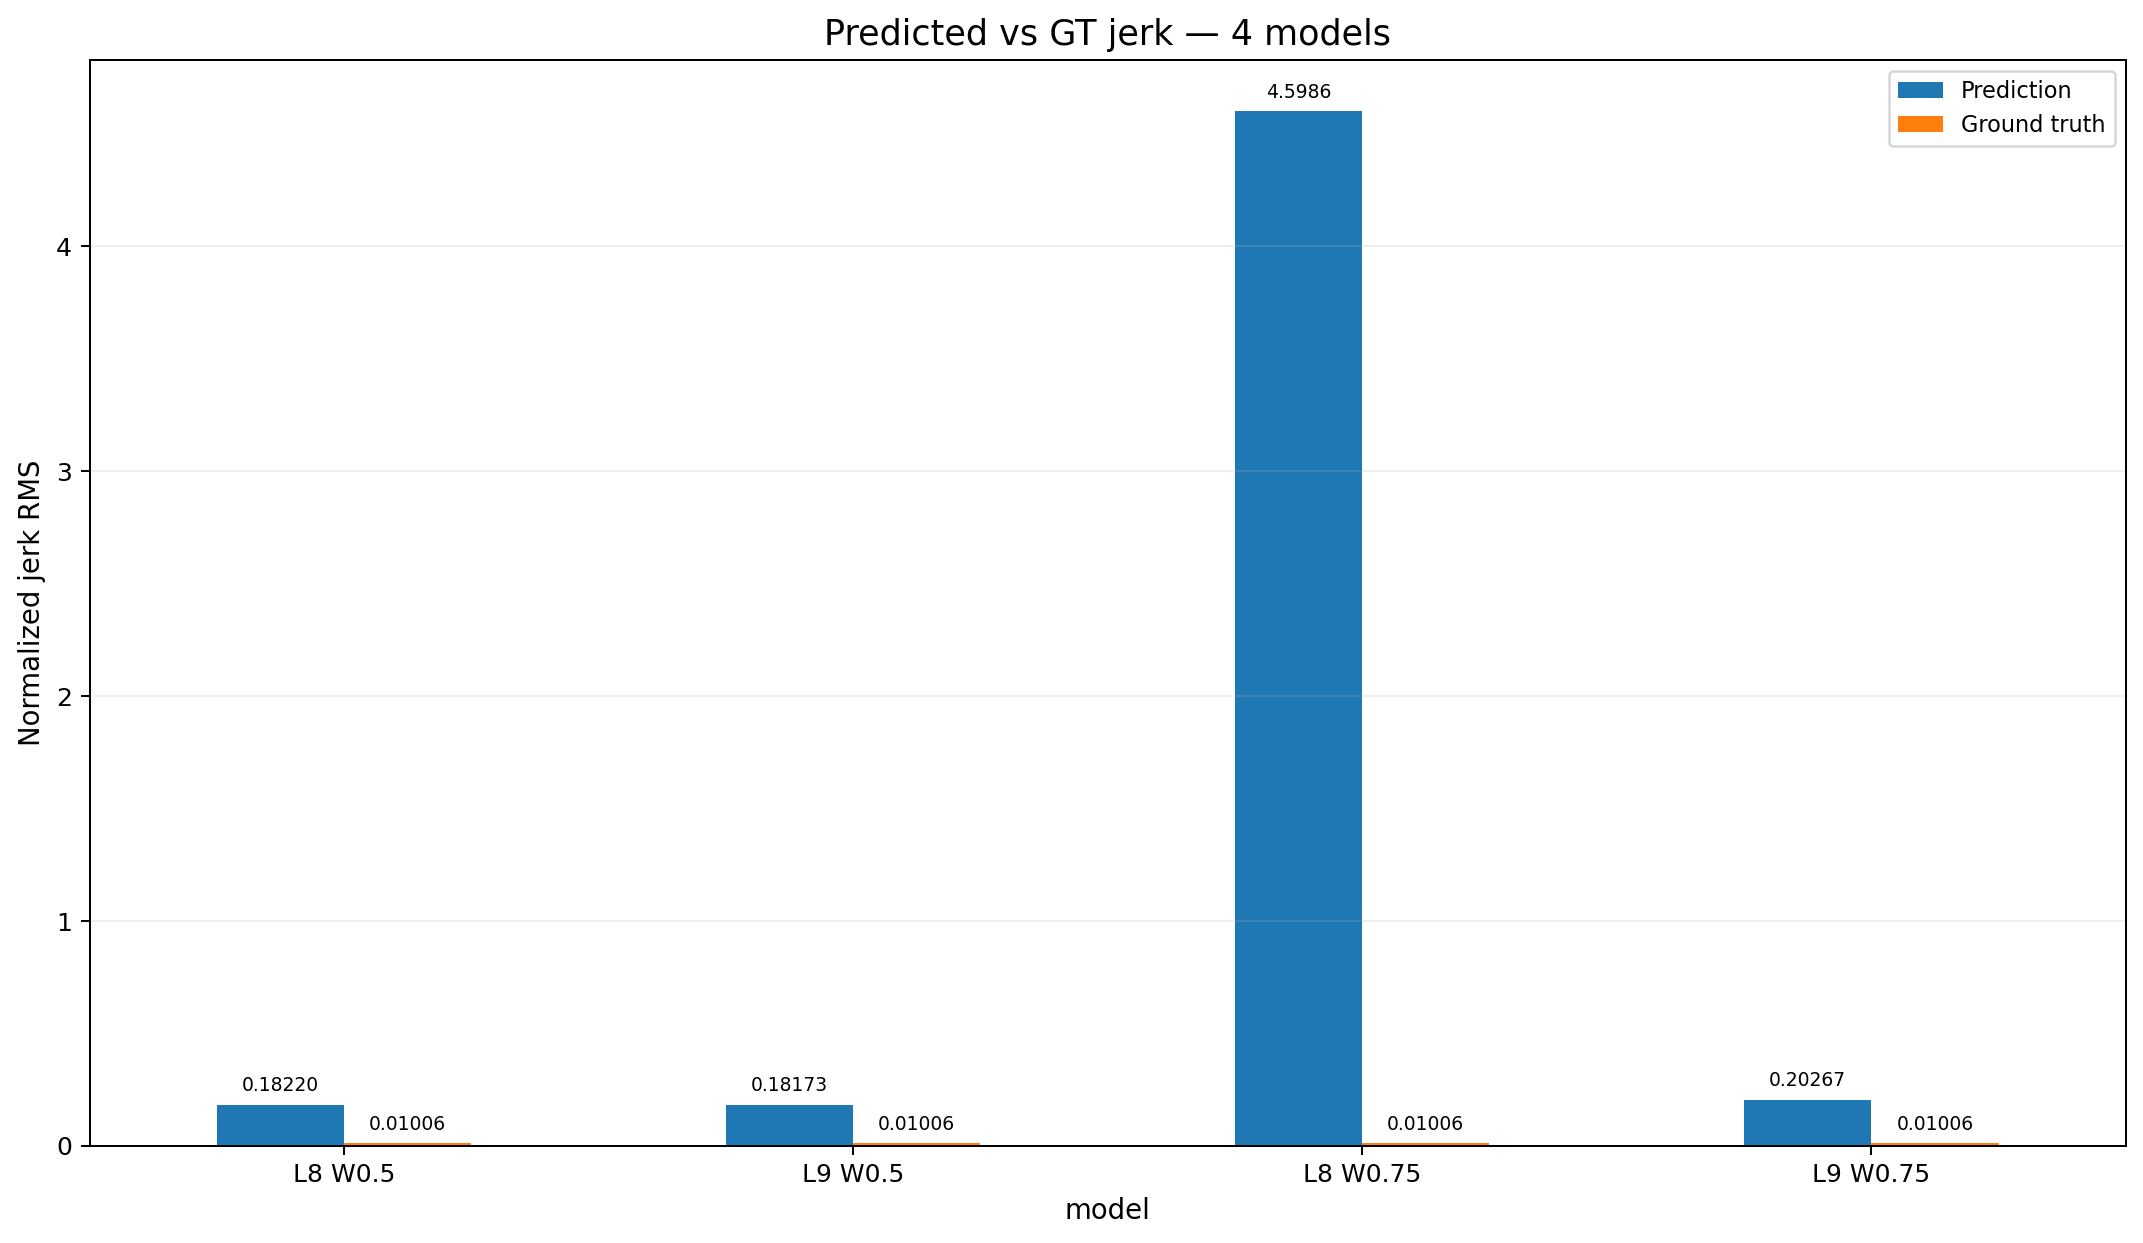 Predicted vs GT jerk — 4 models
Prediction
Ground truth
Normalized jerk RMS
4
3
2
1
0
4.5986
0.18220
0.01006
0.18173
0.01006
0.01006
0.20267
0.01006
L8 W0.5
L9 W0.5
L8 W0.75
L9 W0.75
model